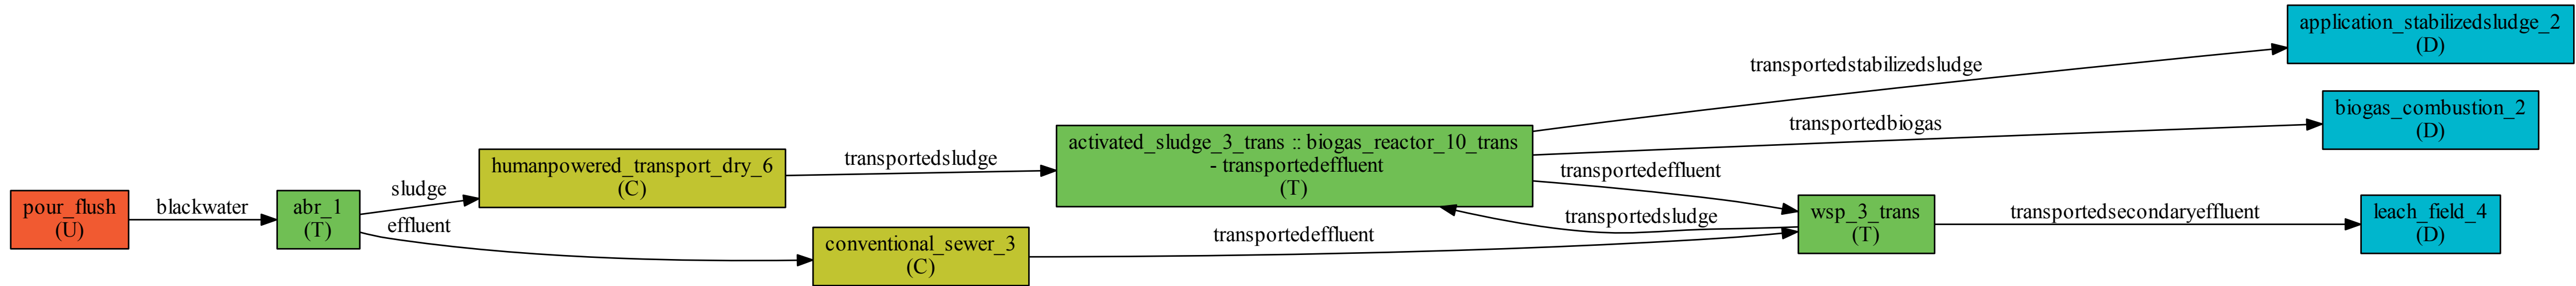 pour_flush
(U)
blackwater
abr_1
(T)
sludge
effluent
humanpowered_transport_dry_6
(C)
conventional_sewer_3
(C)
transportedsludge
transportedeffluent
activated_sludge_3_trans :: biogas_reactor_10_trans
- transportedeffluent
(T)
transportedstabilizedsludge
transportedbiogas
transportedeffluent
transportedsludge
wsp_3_trans
(T)
transportedsecondaryeffluent
application_stabilizedsludge_2
(D)
biogas_combustion_2
(D)
leach_field_4
(D)